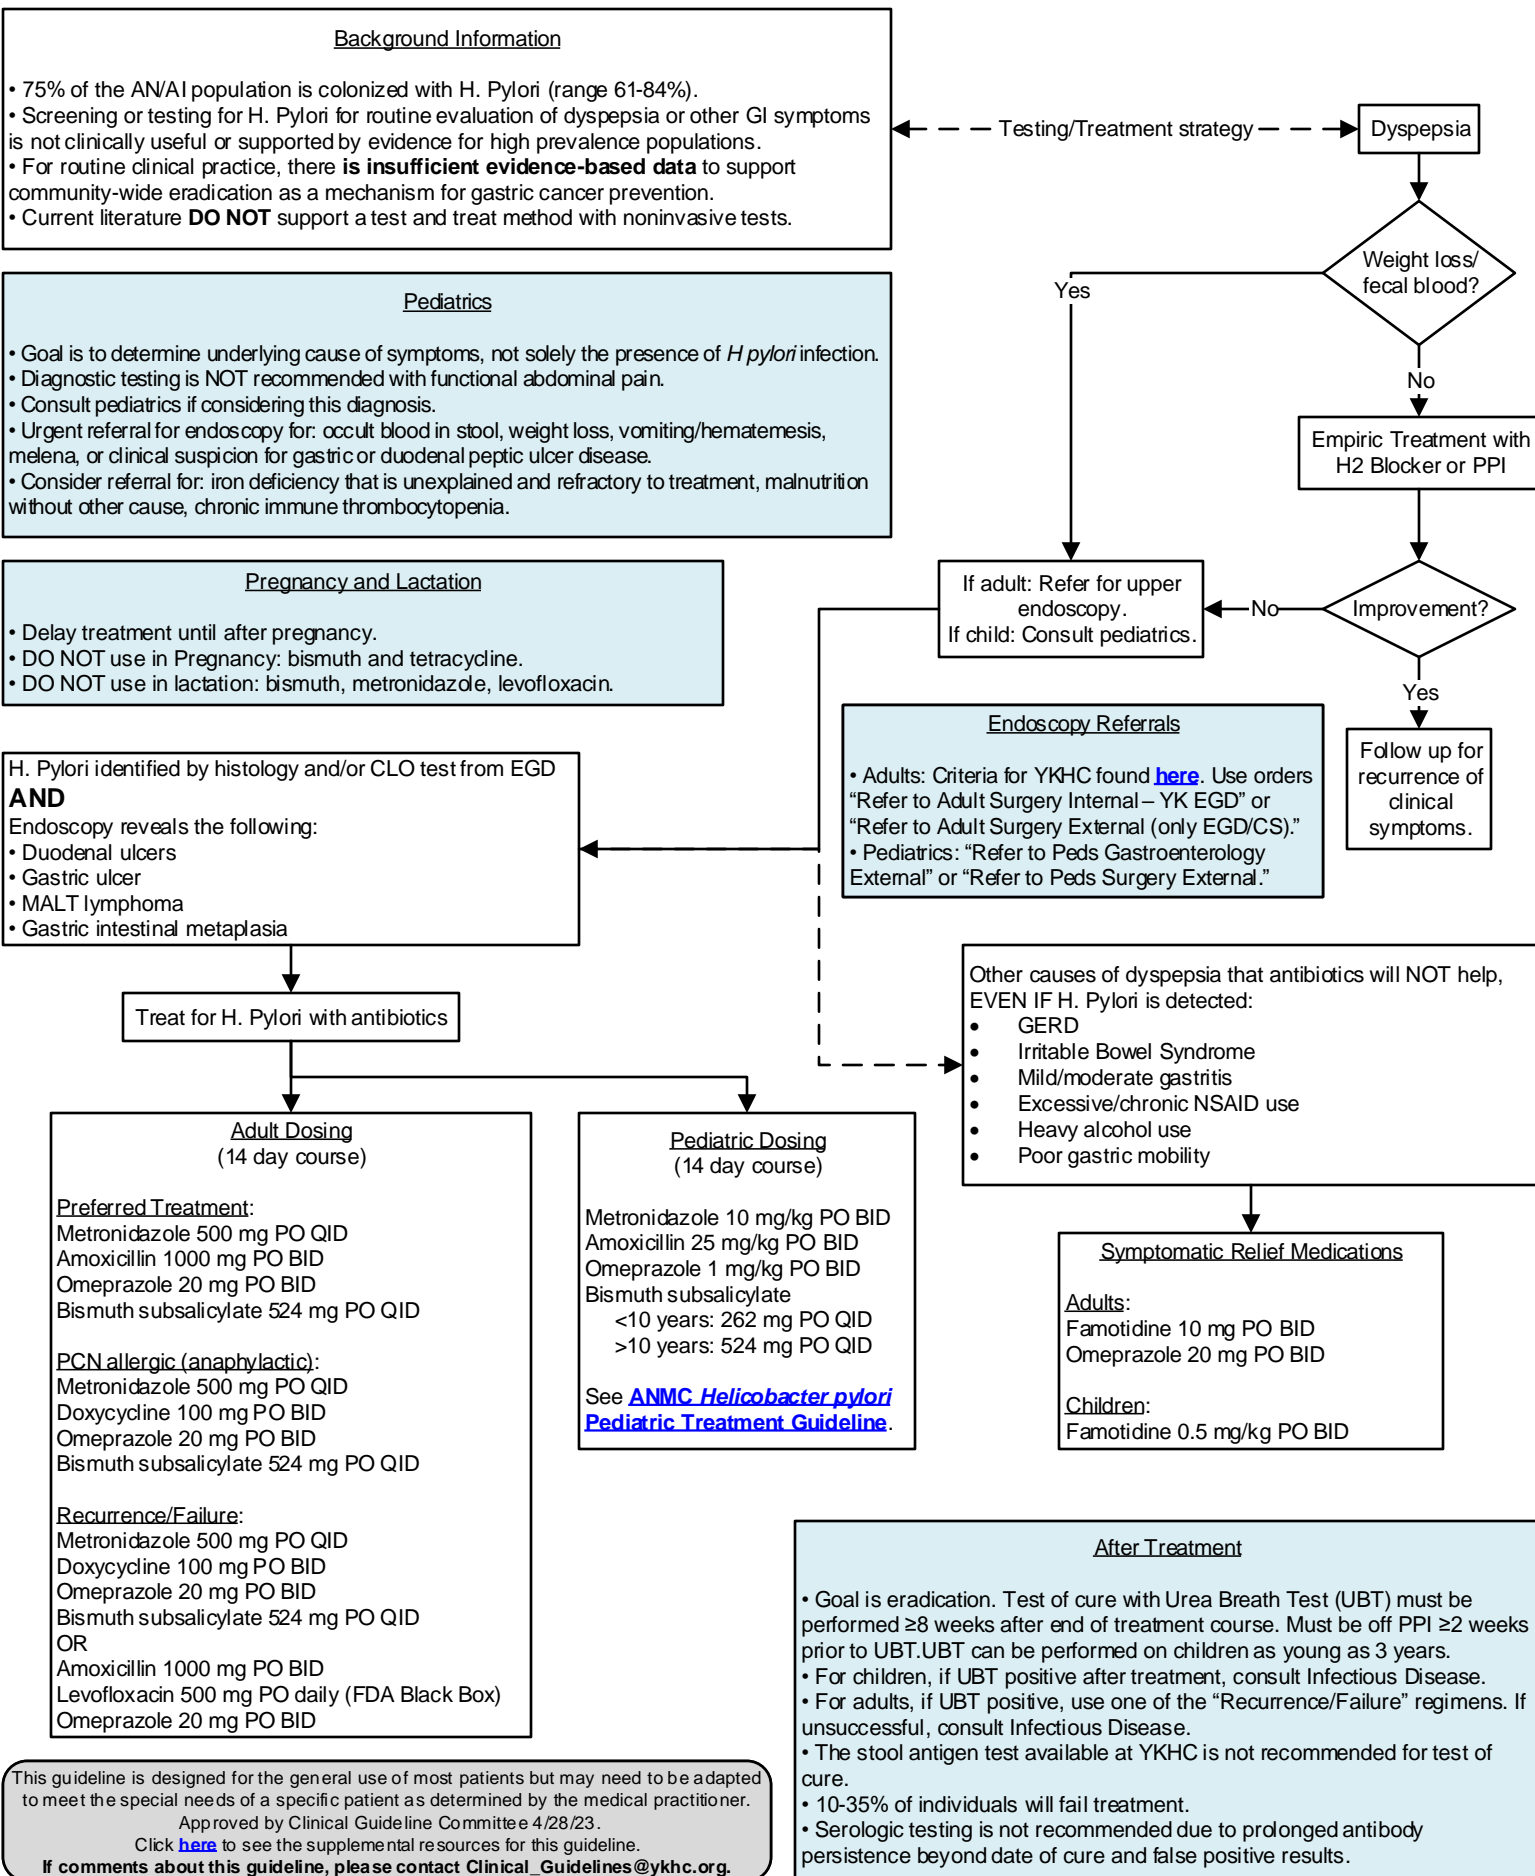 Background Information
• 75% of the AN/AI population is colonized with H. Pylori (range 61-84%).
• Screening or testing for H. Pylori for routine evaluation of dyspepsia or other GI symptoms
is not clinically useful or supported by evidence for high prevalence populations.
• For routine clinical practice, there is insufficient evidence-based data to support
community-wide eradication as a mechanism for gastric cancer prevention.
• Current literature DO NOT support a test and treat method with noninvasive tests.
Testing/Treatment strategy
Dyspepsia
Weight loss/
fecal blood?
Yes
No
Empiric Treatment with
H2 Blocker or PPI
Improvement?
No
Yes
If adult: Refer for upper
endoscopy.
If child: Consult pediatrics.
Follow up for
recurrence of
clinical
symptoms.
Pediatrics
• Goal is to determine underlying cause of symptoms, not solely the presence of H pylori infection.
• Diagnostic testing is NOT recommended with functional abdominal pain.
• Consult pediatrics if considering this diagnosis.
• Urgent referral for endoscopy for: occult blood in stool, weight loss, vomiting/hematemesis,
melena, or clinical suspicion for gastric or duodenal peptic ulcer disease.
• Consider referral for: iron deficiency that is unexplained and refractory to treatment, malnutrition
without other cause, chronic immune thrombocytopenia.
Pregnancy and Lactation
• Delay treatment until after pregnancy.
• DO NOT use in Pregnancy: bismuth and tetracycline.
• DO NOT use in lactation: bismuth, metronidazole, levofloxacin.
Endoscopy Referrals
• Adults: Criteria for YKHC found here. Use orders
“Refer to Adult Surgery Internal – YK EGD” or
“Refer to Adult Surgery External (only EGD/CS).”
• Pediatrics: “Refer to Peds Gastroenterology
External” or “Refer to Peds Surgery External.”
H. Pylori identified by histology and/or CLO test from EGD
AND
Endoscopy reveals the following:
• Duodenal ulcers
• Gastric ulcer
• MALT lymphoma
• Gastric intestinal metaplasia
Treat for H. Pylori with antibiotics
Other causes of dyspepsia that antibiotics will NOT help,
EVEN IF H. Pylori is detected:
• GERD
• Irritable Bowel Syndrome
• Mild/moderate gastritis
• Excessive/chronic NSAID use
• Heavy alcohol use
• Poor gastric mobility
Adult Dosing
(14 day course)
Preferred Treatment:
Metronidazole 500 mg PO QID
Amoxicillin 1000 mg PO BID
Omeprazole 20 mg PO BID
Bismuth subsalicylate 524 mg PO QID
PCN allergic (anaphylactic):
Metronidazole 500 mg PO QID
Doxycycline 100 mg PO BID
Omeprazole 20 mg PO BID
Bismuth subsalicylate 524 mg PO QID
Recurrence/Failure:
Metronidazole 500 mg PO QID
Doxycycline 100 mg PO BID
Omeprazole 20 mg PO BID
Bismuth subsalicylate 524 mg PO QID
OR
Amoxicillin 1000 mg PO BID
Levofloxacin 500 mg PO daily (FDA Black Box)
Omeprazole 20 mg PO BID
Pediatric Dosing
(14 day course)
Metronidazole 10 mg/kg PO BID
Amoxicillin 25 mg/kg PO BID
Omeprazole 1 mg/kg PO BID
Bismuth subsalicylate
<10 years: 262 mg PO QID
>10 years: 524 mg PO QID
See ANMC Helicobacter pylori
Pediatric Treatment Guideline.
Symptomatic Relief Medications
Adults:
Famotidine 10 mg PO BID
Omeprazole 20 mg PO BID
Children:
Famotidine 0.5 mg/kg PO BID
After Treatment
• Goal is eradication. Test of cure with Urea Breath Test (UBT) must be
performed ≥8 weeks after end of treatment course. Must be off PPI ≥2 weeks
prior to UBT.UBT can be performed on children as young as 3 years.
• For children, if UBT positive after treatment, consult Infectious Disease.
• For adults, if UBT positive, use one of the “Recurrence/Failure” regimens. If
unsuccessful, consult Infectious Disease.
• The stool antigen test available at YKHC is not recommended for test of
cure.
• 10-35% of individuals will fail treatment.
• Serologic testing is not recommended due to prolonged antibody
persistence beyond date of cure and false positive results.
This guideline is designed for the general use of most patients but may need to be adapted
to meet the special needs of a specific patient as determined by the medical practitioner.
Approved by Clinical Guideline Committee 4/28/23.
Click here to see the supplemental resources for this guideline.
If comments about this guideline, please contact Clinical_Guidelines@ykhc.org.